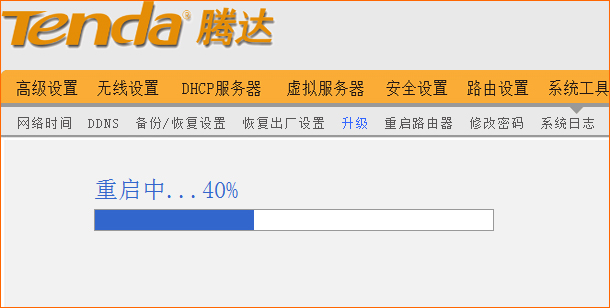 Tenda® 腾达
高级设置 无线设置 DHCP服务器 虚拟服务器 安全设置 路由设置 系统工具
网络时间 DDNS 备份/恢复设置 恢复出厂设置 升级 重启路由器 修改密码 系统日志
重启中...40%